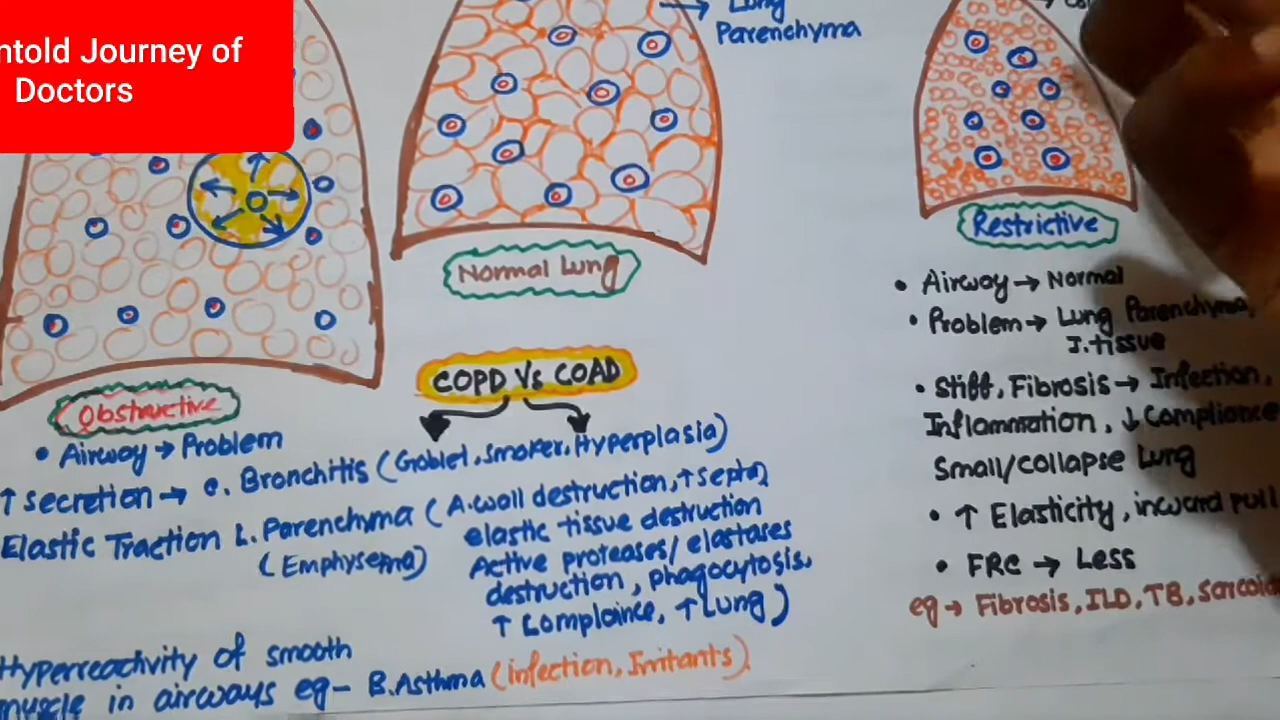 ntold Journey of
Doctors
Lung
Parenchyma
Obstructive
• Airway → Problem
↑ secretion → c. Bronchitis (Goblet, smoker, Hyperplasia)
Elastic Traction L. Parenchyma (A.wall destruction, ↑ septa,
(Emphysema)
elastic tissue destruction
Active proteases/elastases
destruction, phagocytosis,
↑ Complaince, ↑ Lung)
Hyperreactivity of smooth
muscle in airways eg- B. Asthma (infection, Irritants)
Normal Lung
COPD Vs COAD
Restrictive
• Airway → Normal
• Problem → Lung Parenchyma,
I. tissue
• Stiff, Fibrosis → Infection,
Inflammation, ↓ Compliance
Small/collapse Lung
• ↑ Elasticity, inward pull
• FRC → Less
eg → Fibrosis, ILD, TB, Sarcoid